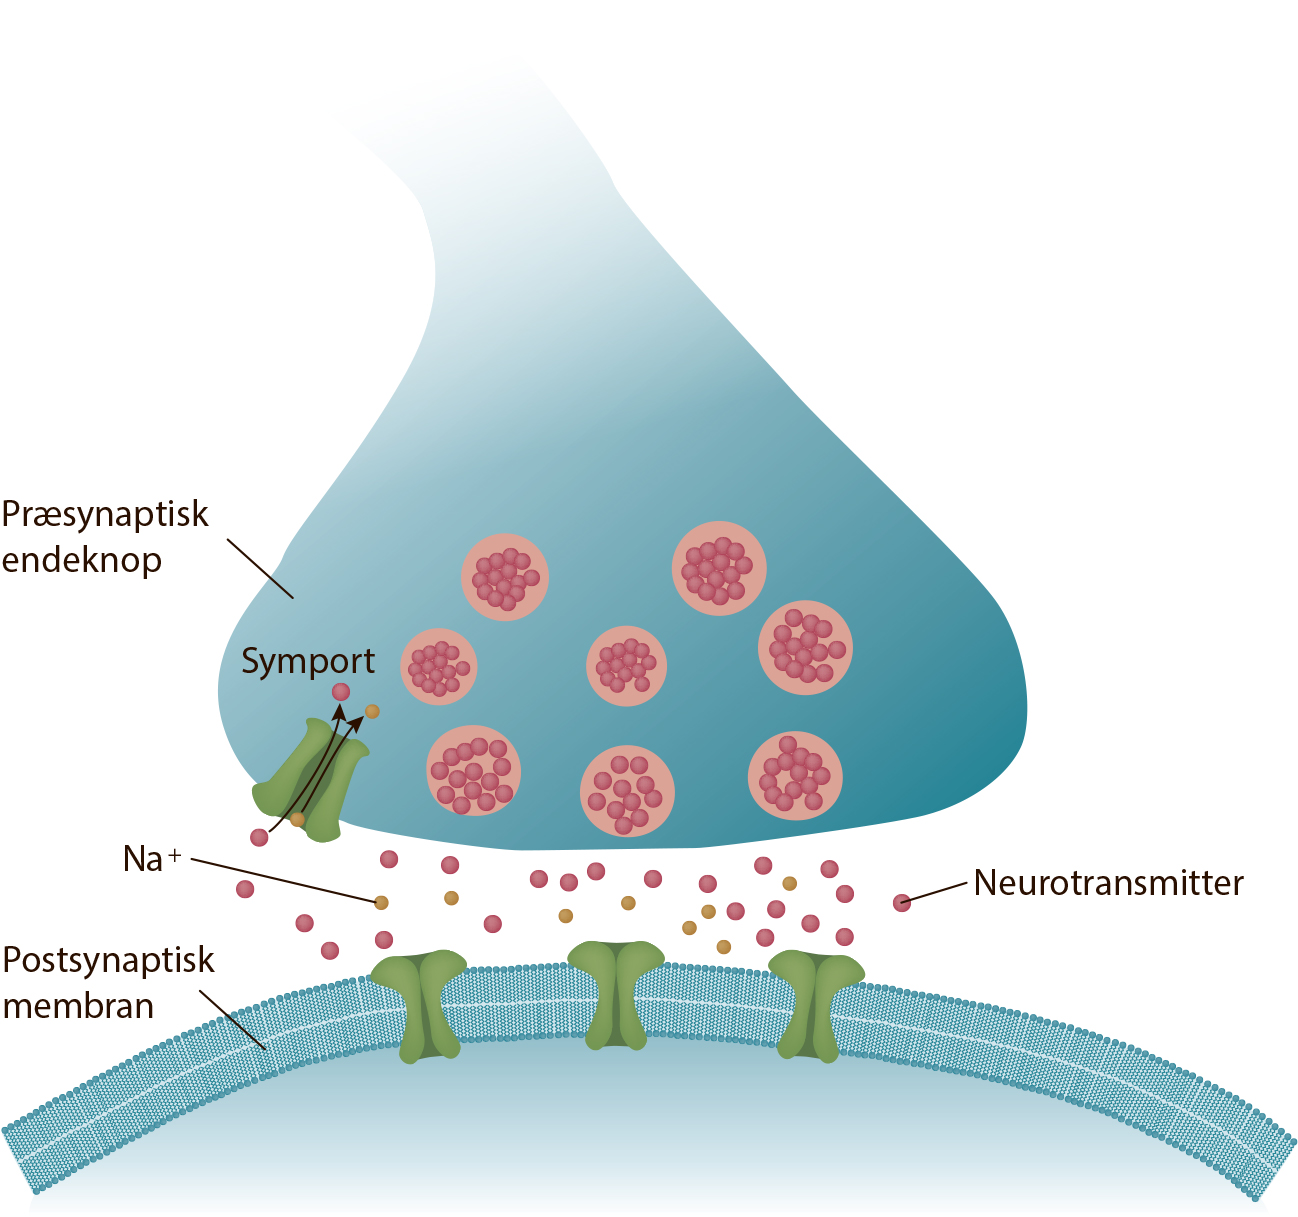 Præsynaptisk
endeknop
Symport
Na⁺
Neurotransmitter
Postsynaptisk
membran